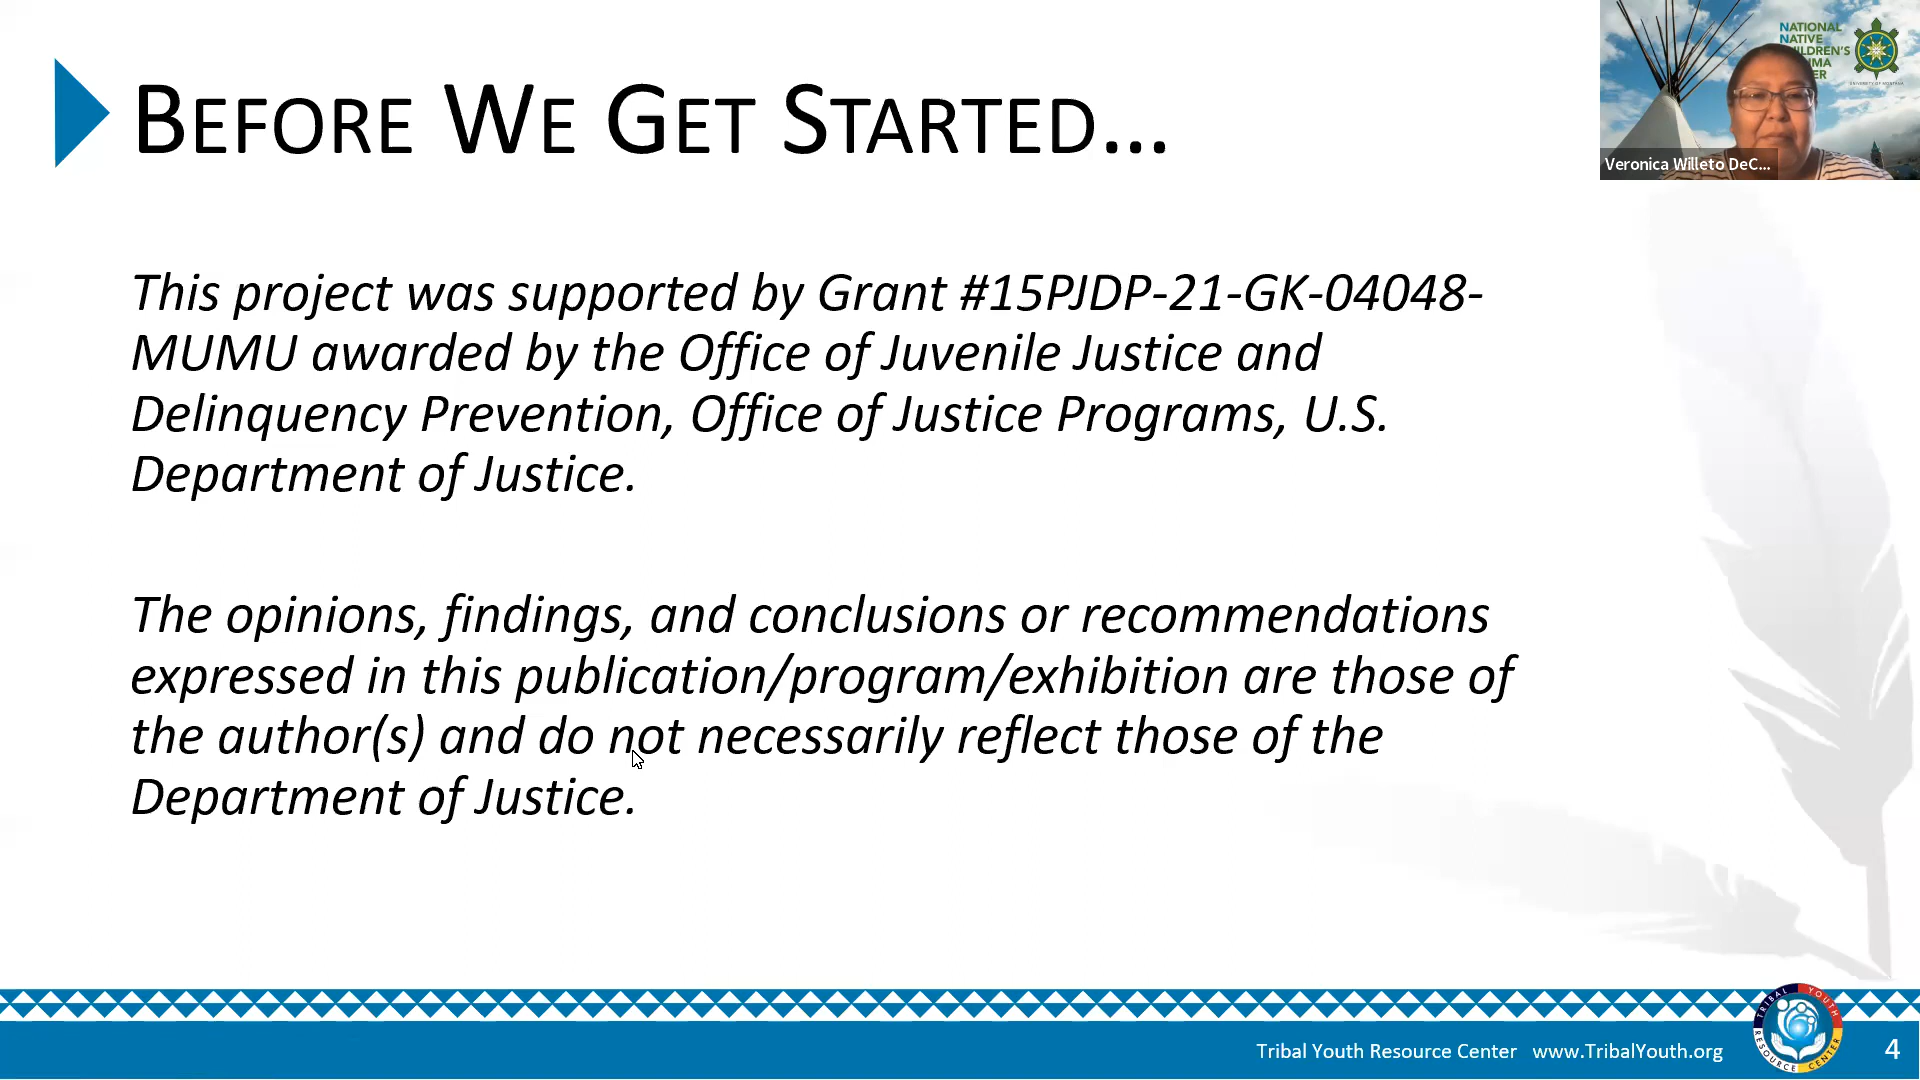 BEFORE WE GET STARTED...
NATIONAL
NATIVE
ILDREN'S
MA
ER
UNIVERSITY OF MONTANA
Veronica Willeto DeC...
This project was supported by Grant #15PJDP-21-GK-04048-
MUMU awarded by the Office of Juvenile Justice and
Delinquency Prevention, Office of Justice Programs, U.S.
Department of Justice.
The opinions, findings, and conclusions or recommendations
expressed in this publication/program/exhibition are those of
the author(s) and do not necessarily reflect those of the
Department of Justice.
Tribal Youth Resource Center www.TribalYouth.org
TRIBAL YOUTH RESOURCE CENTER
4